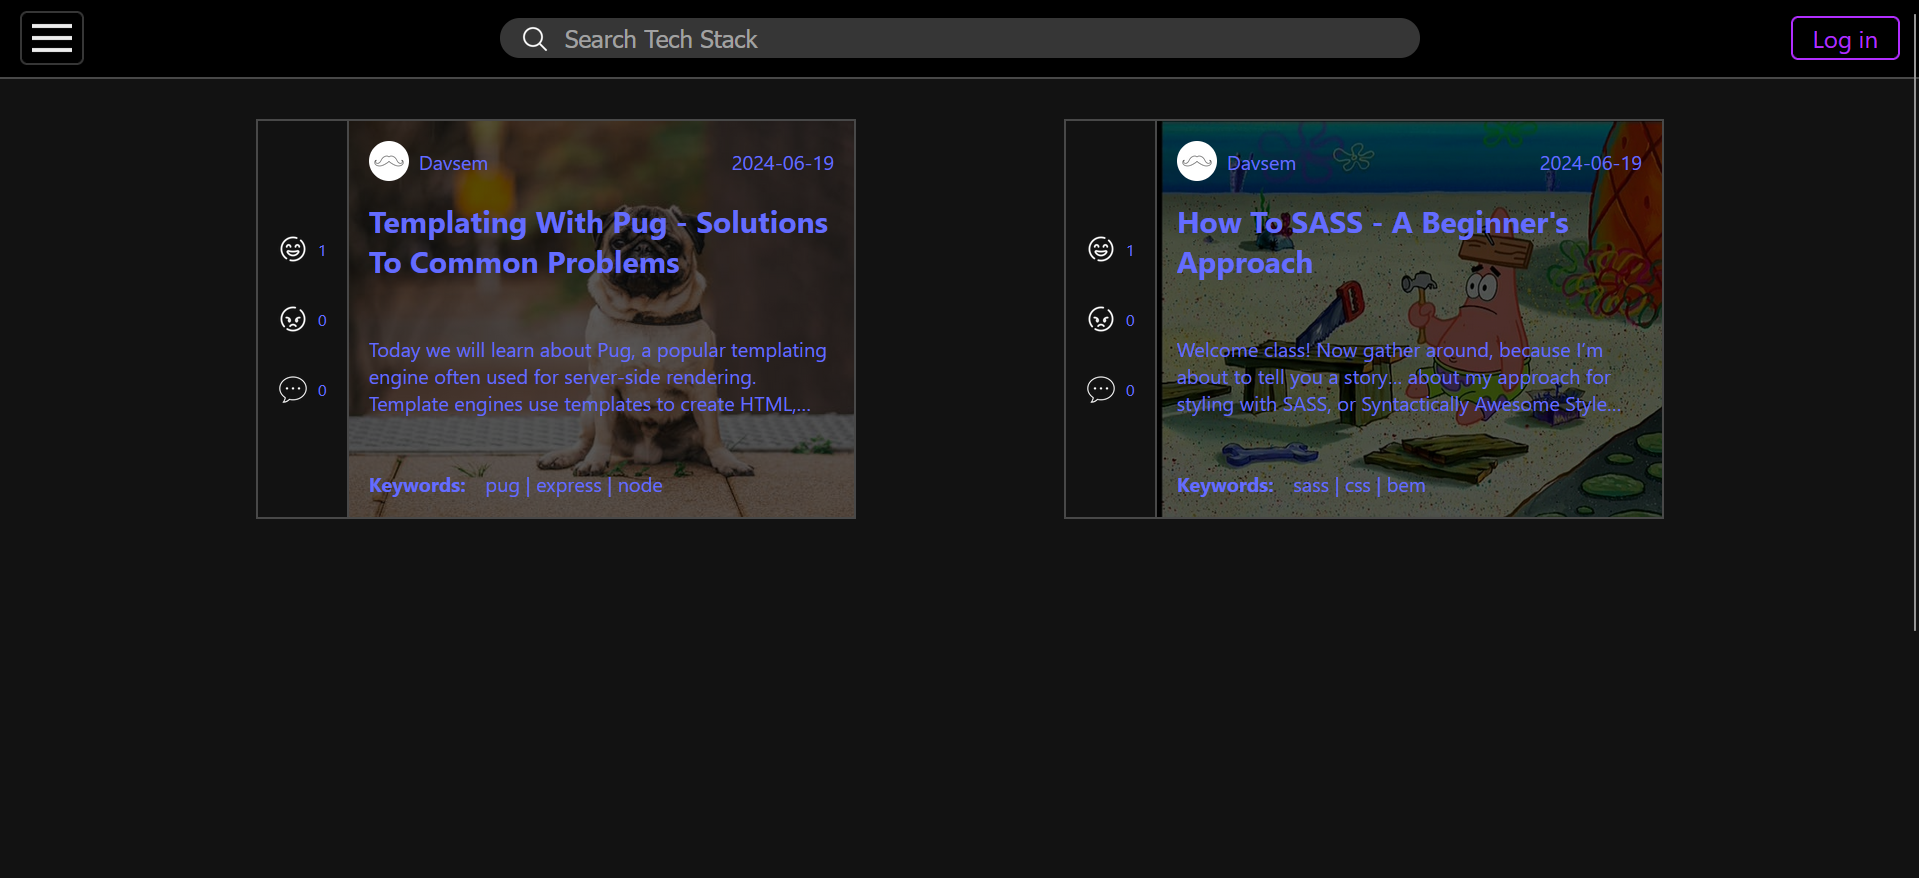 Search Tech Stack
Log in
Davsem
2024-06-19
Templating With Pug - Solutions
To Common Problems
1
0
0
Today we will learn about Pug, a popular templating
engine often used for server-side rendering.
Template engines use templates to create HTML,...
Keywords: pug | express | node
Davsem
2024-06-19
How To SASS - A Beginner's
Approach
1
0
0
Welcome class! Now gather around, because I'm
about to tell you a story... about my approach for
styling with SASS, or Syntactically Awesome Style...
Keywords: sass | css | bem